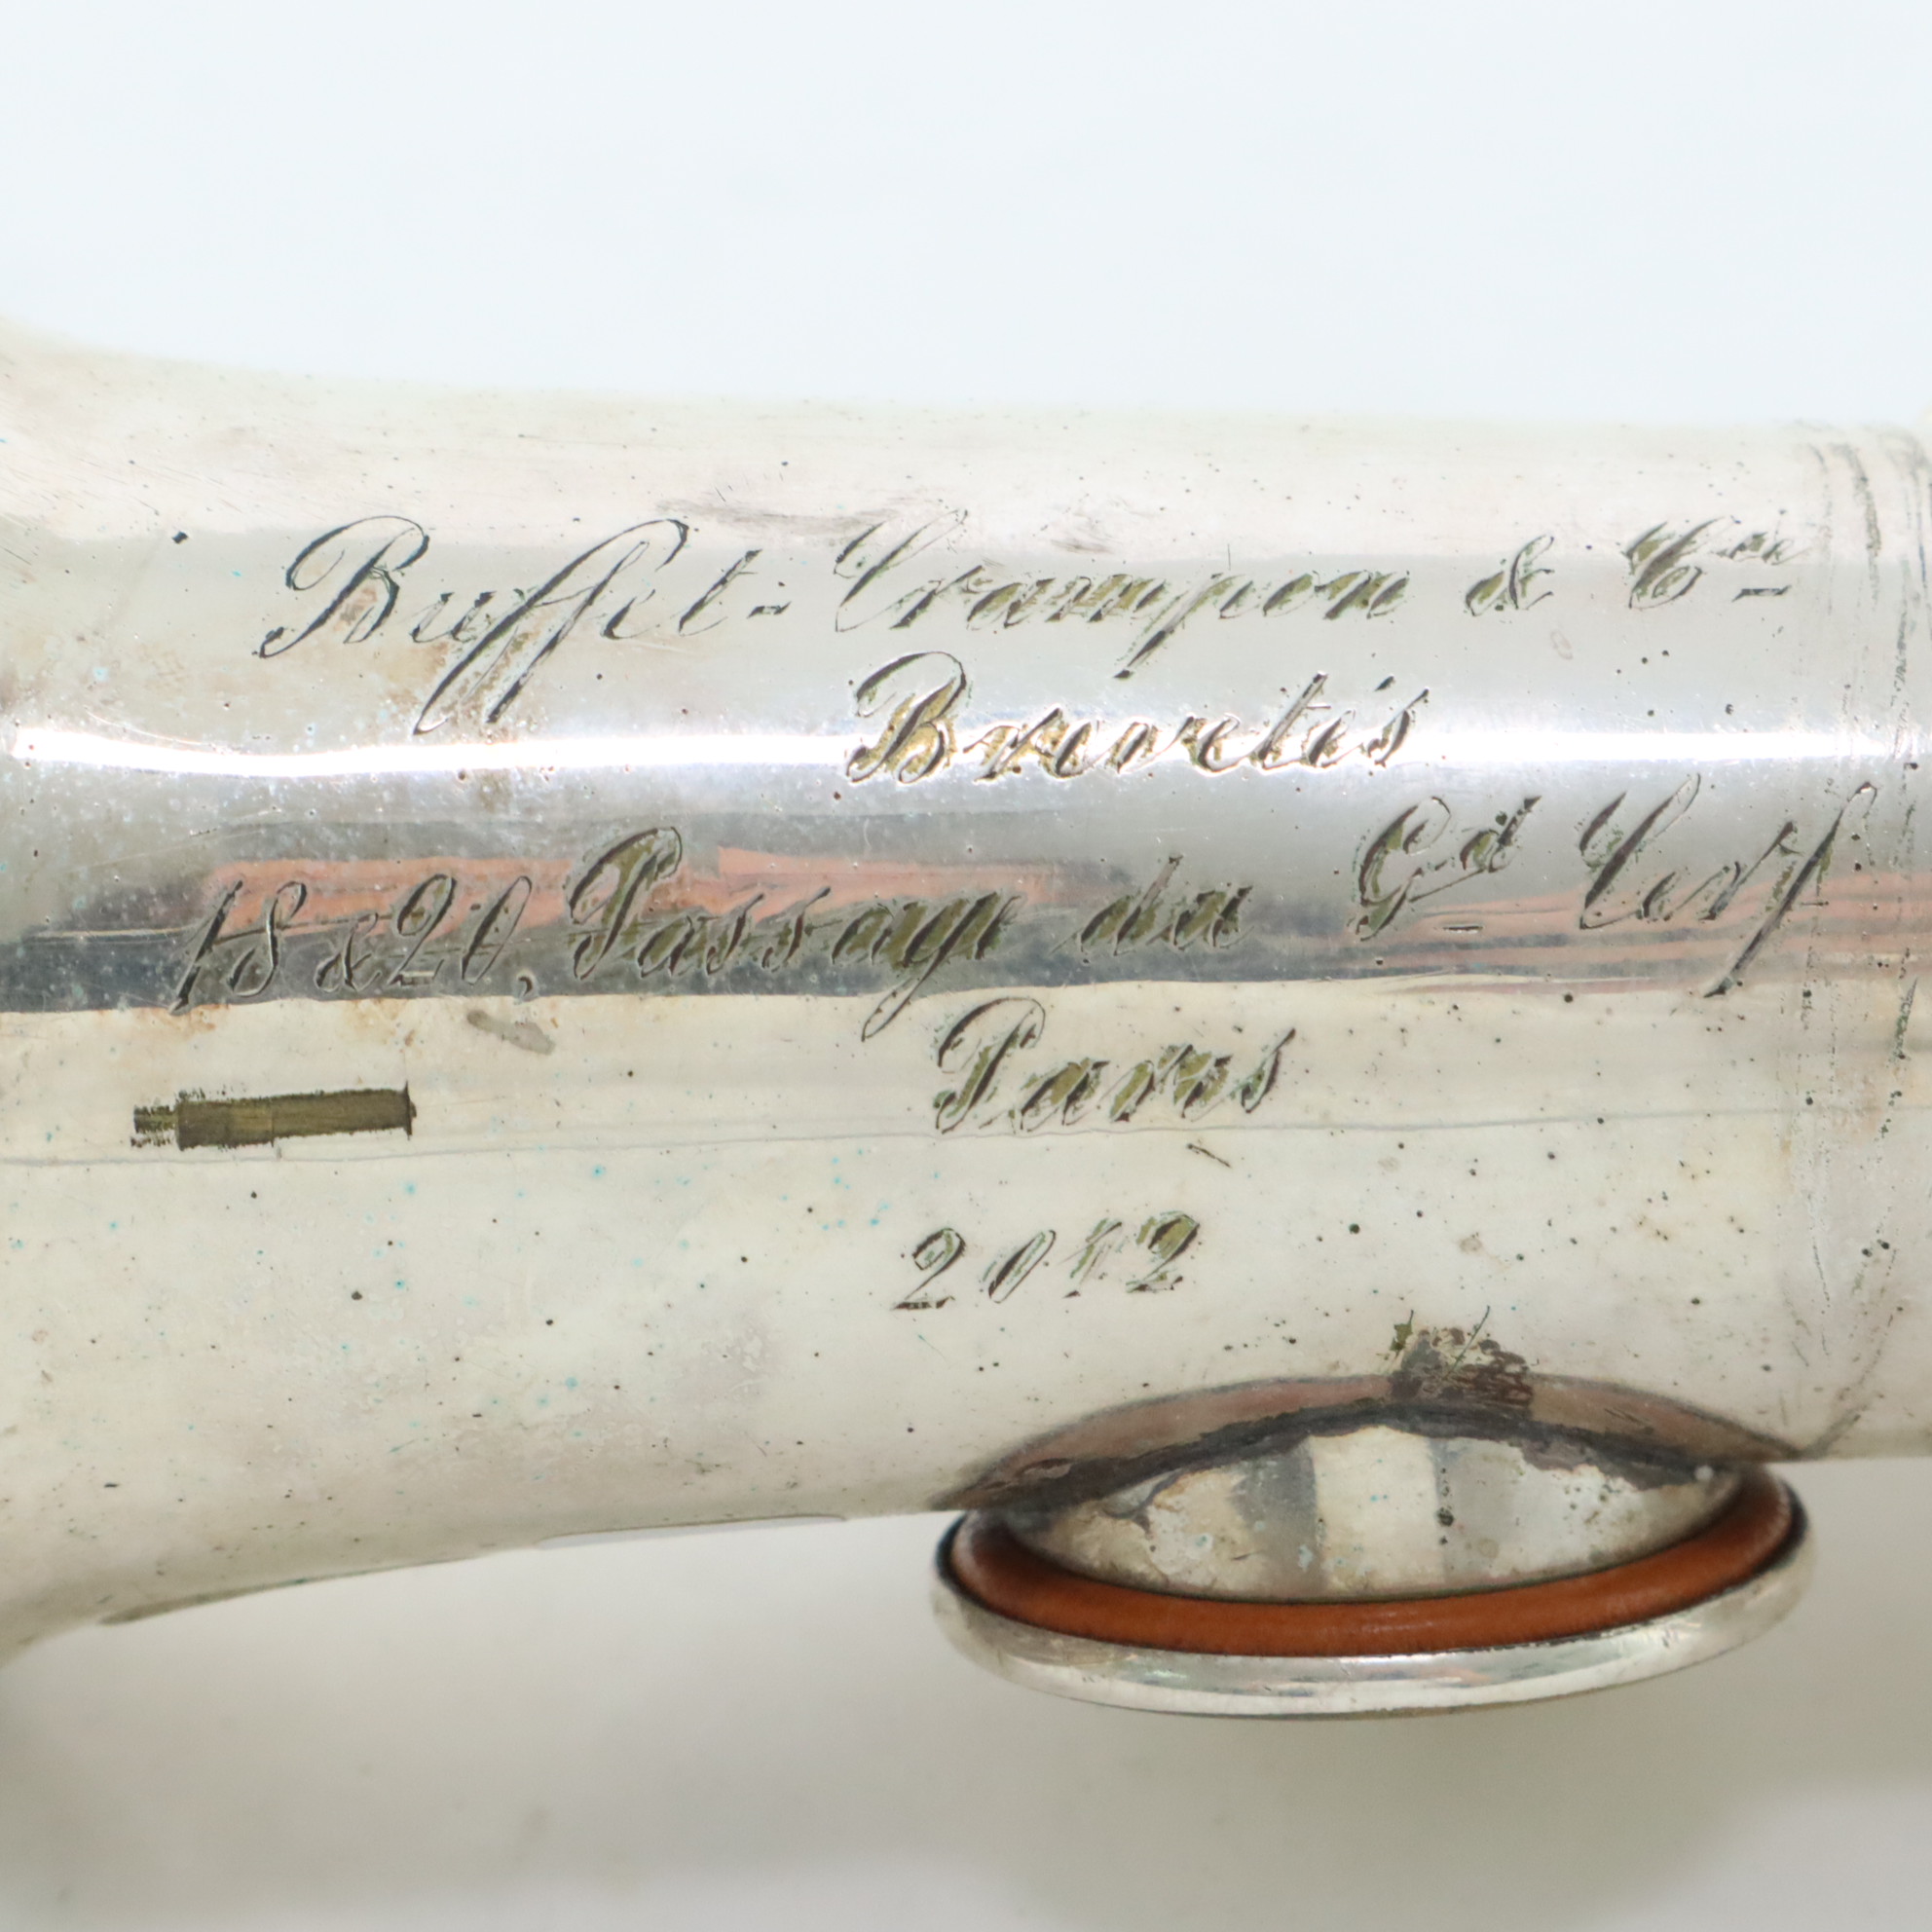 Buffet-Crampon & Cie
Brevetés
18 & 20, Passage du Gd Cerf
Paris
2012